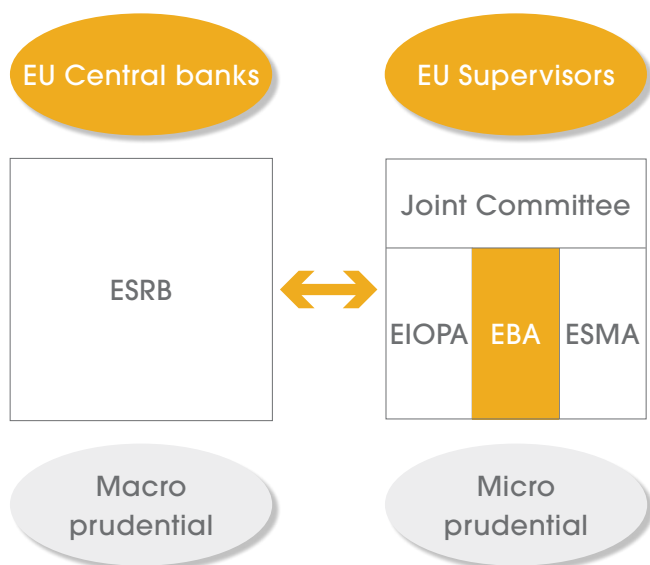 EU Central banks
EU Supervisors
ESRB
Joint Committee
EIOPA
EBA
ESMA
Macro
prudential
Micro
prudential